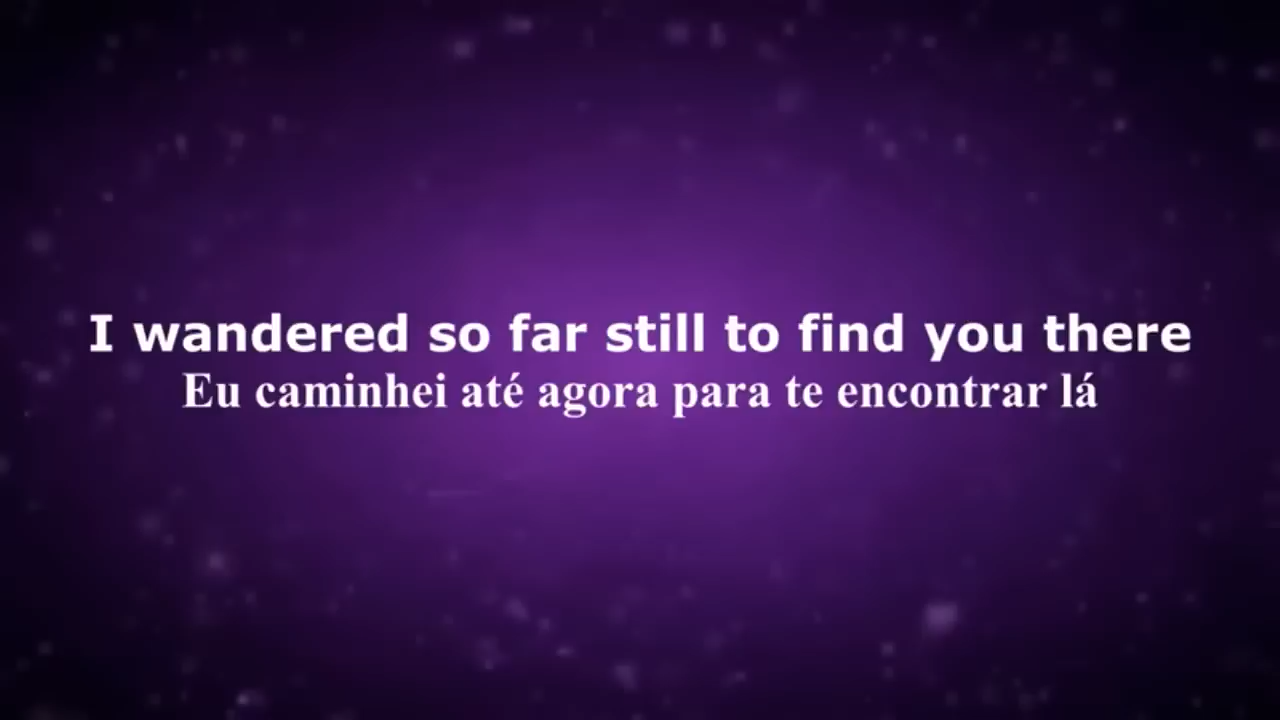 I wandered so far still to find you there
Eu caminhei até agora para te encontrar lá